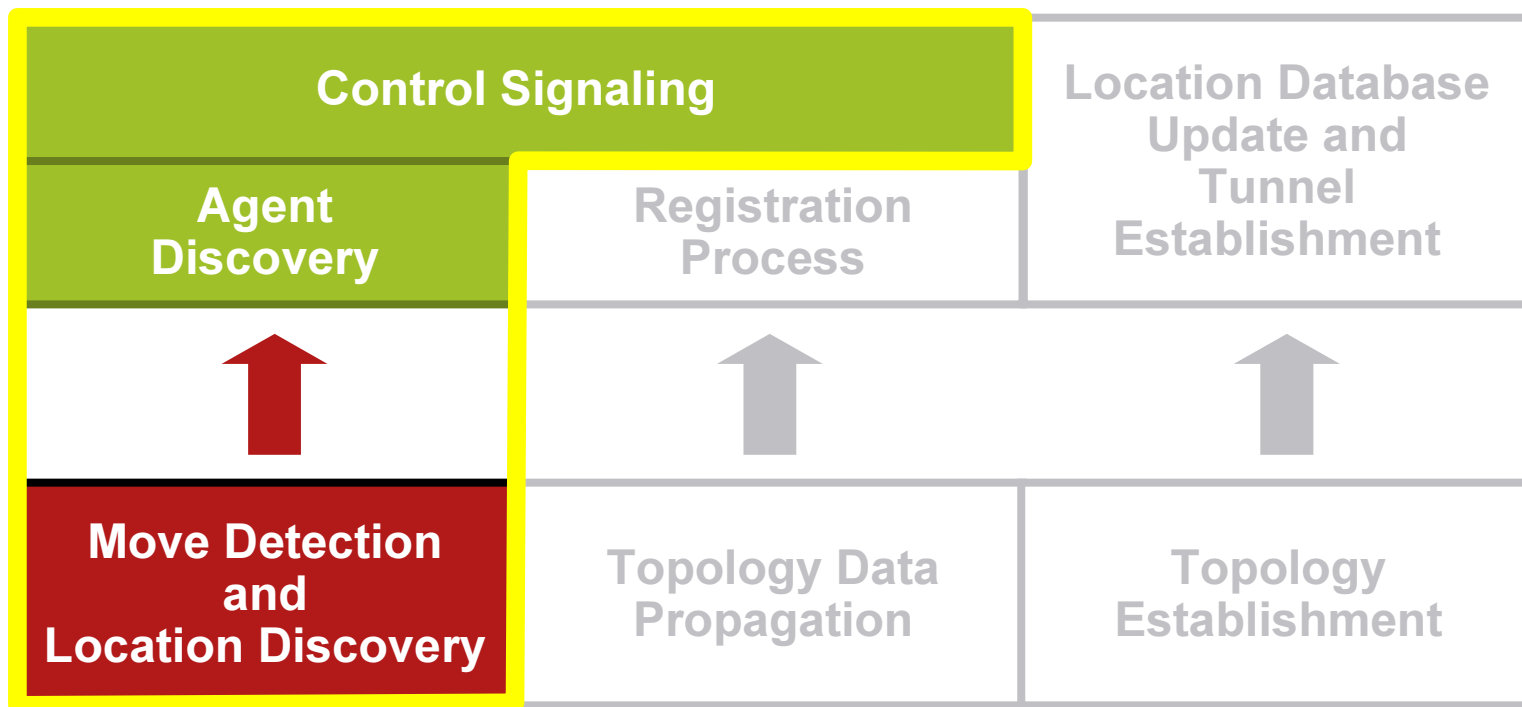 Control Signaling
Location Database
Update and
Tunnel
Establishment
Agent
Discovery
Registration
Process
Move Detection
and
Location Discovery
Topology Data
Propagation
Topology
Establishment